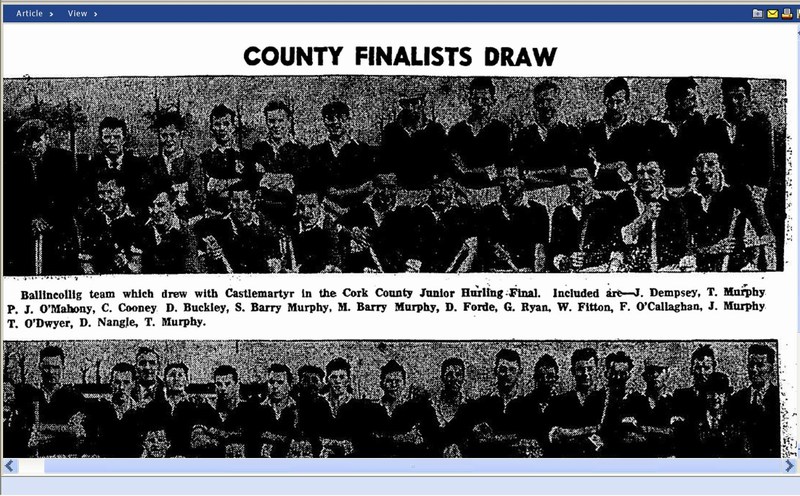 Article > View >
COUNTY FINALISTS DRAW
Ballincollig team which drew with Castlemartyr in the Cork County Junior Hurling Final. Included are—J. Dempsey, T. Murphy
P. J. O'Mahony, C. Cooney D. Buckley, S. Barry Murphy, M. Barry Murphy, D. Forde, G. Ryan, W. Fitton, F. O'Callaghan, J. Murphy
T. O'Dwyer, D. Nangle, T. Murphy.